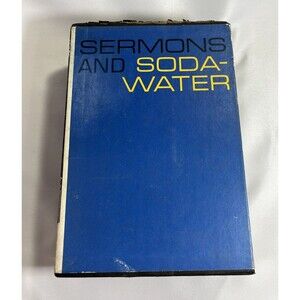 SERMONS
AND SODA-
WATER